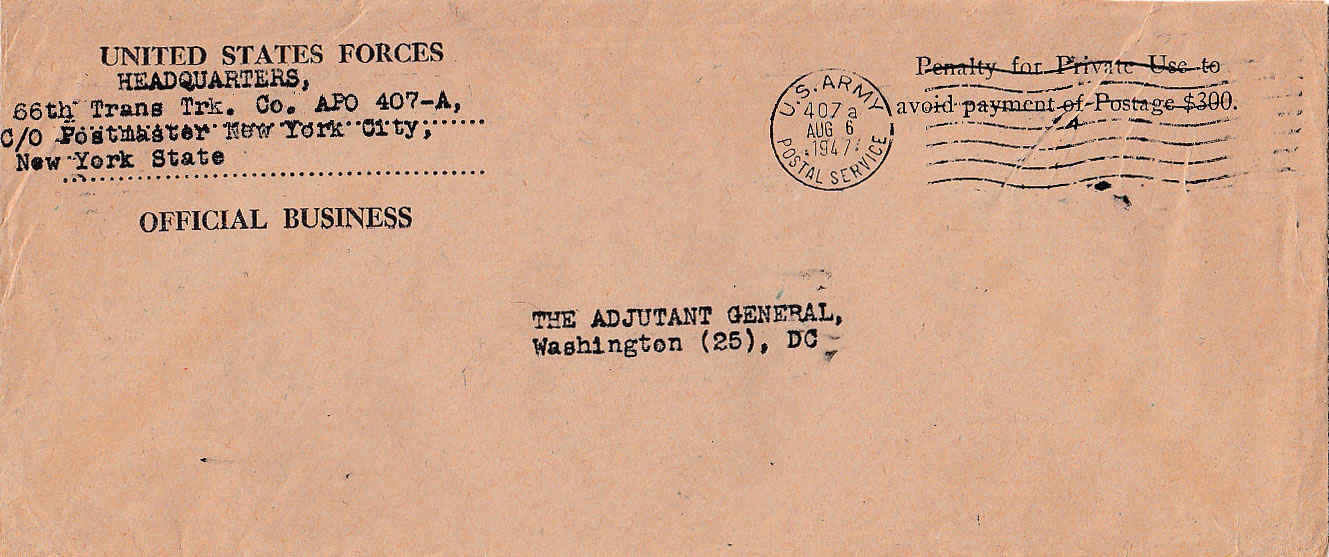 UNITED STATES FORCES
HEADQUARTERS,
66th Trans Trk. Co. APO 407-A,
C/O Postmaster New York City,
New York State
OFFICIAL BUSINESS
U.S. ARMY
407a
AUG 6
1947
POSTAL SERVICE
Penalty for Private Use to
avoid payment of Postage $300.
THE ADJUTANT GENERAL,
Washington (25), DC